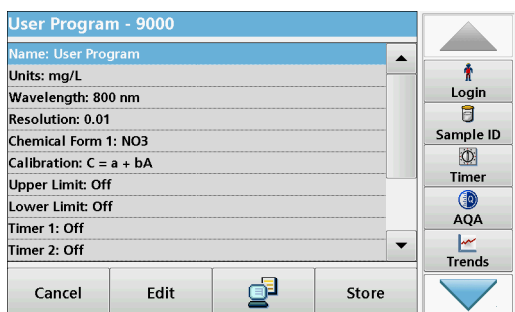 User Program - 9000
Name: User Program
Units: mg/L
Wavelength: 800 nm
Resolution: 0.01
Chemical Form 1: NO3
Calibration: C = a + bA
Upper Limit: Off
Lower Limit: Off
Timer 1: Off
Timer 2: Off
Cancel
Edit
Store
Login
Sample ID
Timer
AQA
Trends